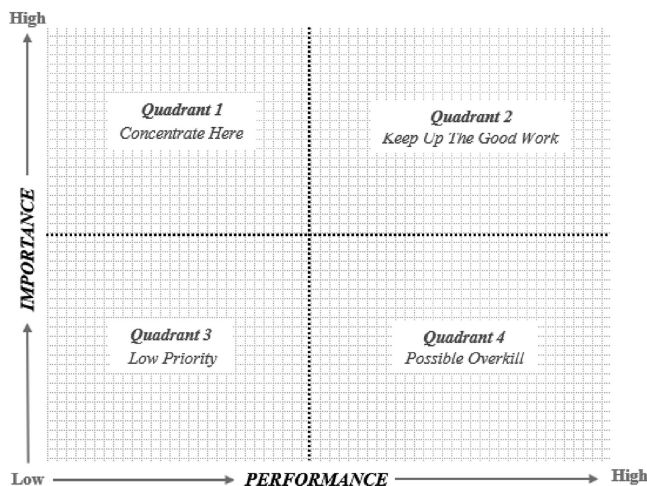 High
Quadrant 1
Concentrate Here
Quadrant 2
Keep Up The Good Work
IMPORTANCE
Quadrant 3
Low Priority
Quadrant 4
Possible Overkill
Low
PERFORMANCE
High